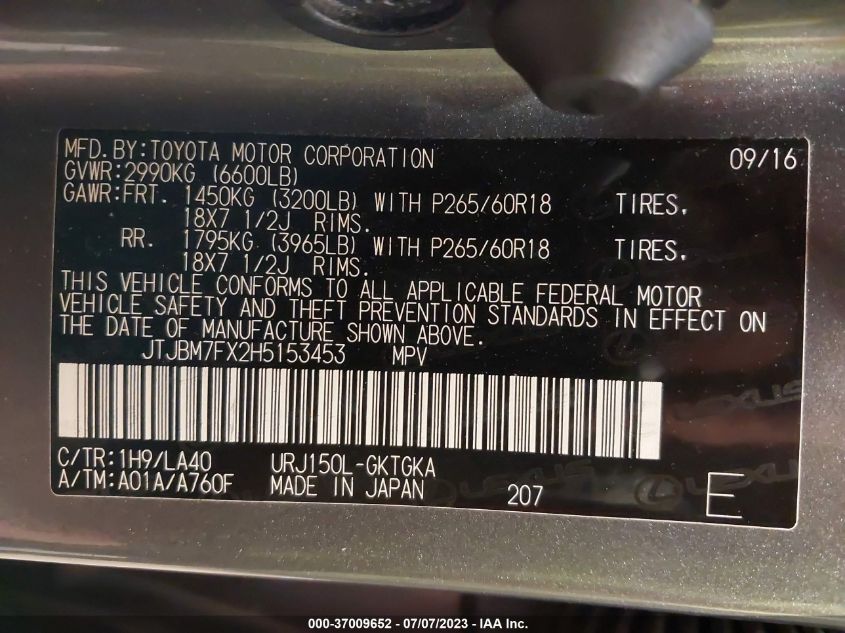 MFD.BY:TOYOTA MOTOR CORPORATION 09/16
GVWR:2990KG (6600LB)
GAWR:FRT. 1450KG (3200LB) WITH P265/60R18 TIRES,
18X7 1/2J RIMS.
RR. 1795KG (3965LB) WITH P265/60R18 TIRES,
18X7 1/2J RIMS.
THIS VEHICLE CONFORMS TO ALL APPLICABLE FEDERAL MOTOR
VEHICLE SAFETY AND THEFT PREVENTION STANDARDS IN EFFECT ON
THE DATE OF MANUFACTURE SHOWN ABOVE.
JTJBM7FX2H5153453 MPV
C/TR:1H9/LA40 URJ150L-GKTGKA
A/TM:A01A/A760F MADE IN JAPAN 207 E
LEXUS
LEXUS
LEXUS
000-37009652 - 07/07/2023 - IAA Inc.